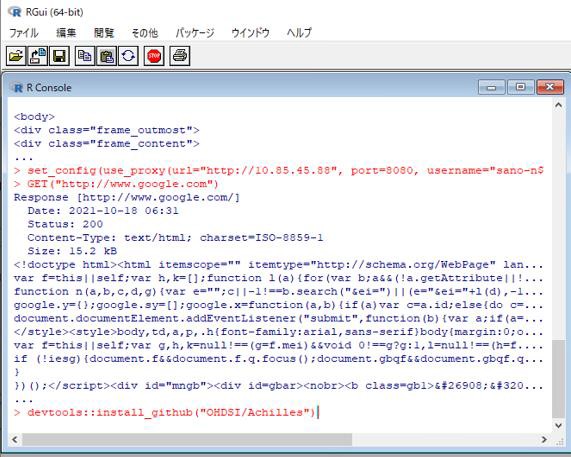 RGui (64-bit)
ファイル 編集 閲覧 その他 パッケージ ウインドウ ヘルプ
STOP
R Console
<body>
<div class="frame_outmost">
<div class="frame_content">
...
> set_config(use_proxy(url="http://10.85.45.88", port=8080, username="sano-n$
> GET("http://www.google.com")
Response [http://www.google.com/]
Date: 2021-10-18 06:31
Status: 200
Content-Type: text/html; charset=ISO-8859-1
Size: 15.2 kB
<!doctype html><html itemscope="" itemtype="http://schema.org/WebPage" lan...
var f=this||self;var h,k=[];function l(a){for(var b;a&&(!a.getAttribute||!...
function n(a,b,c,d,g){var e="";c||-1!==b.search("&ei=")||(e="&ei="+l(d),-1...
google.y={};google.sy=[];google.x=function(a,b){if(a)var c=a.id;else{do c=...
document.documentElement.addEventListener("submit",function(b){var a;if(a=...
</style><style>body,td,a,p,.h{font-family:arial,sans-serif}body{margin:0;o...
var f=this||self;var g,h,k=null!==(g=f.mei)&&void 0!==g?g:1,l=null!==(h=f....
if (!iesg){document.f&&document.f.q.focus();document.gbqf&&document.gbqf.q...
}
})();</script><div id="mngb"><div id=gbar><nobr><b class=gb1>&#26908;&#320...
...
> devtools::install_github("OHDSI/Achilles")